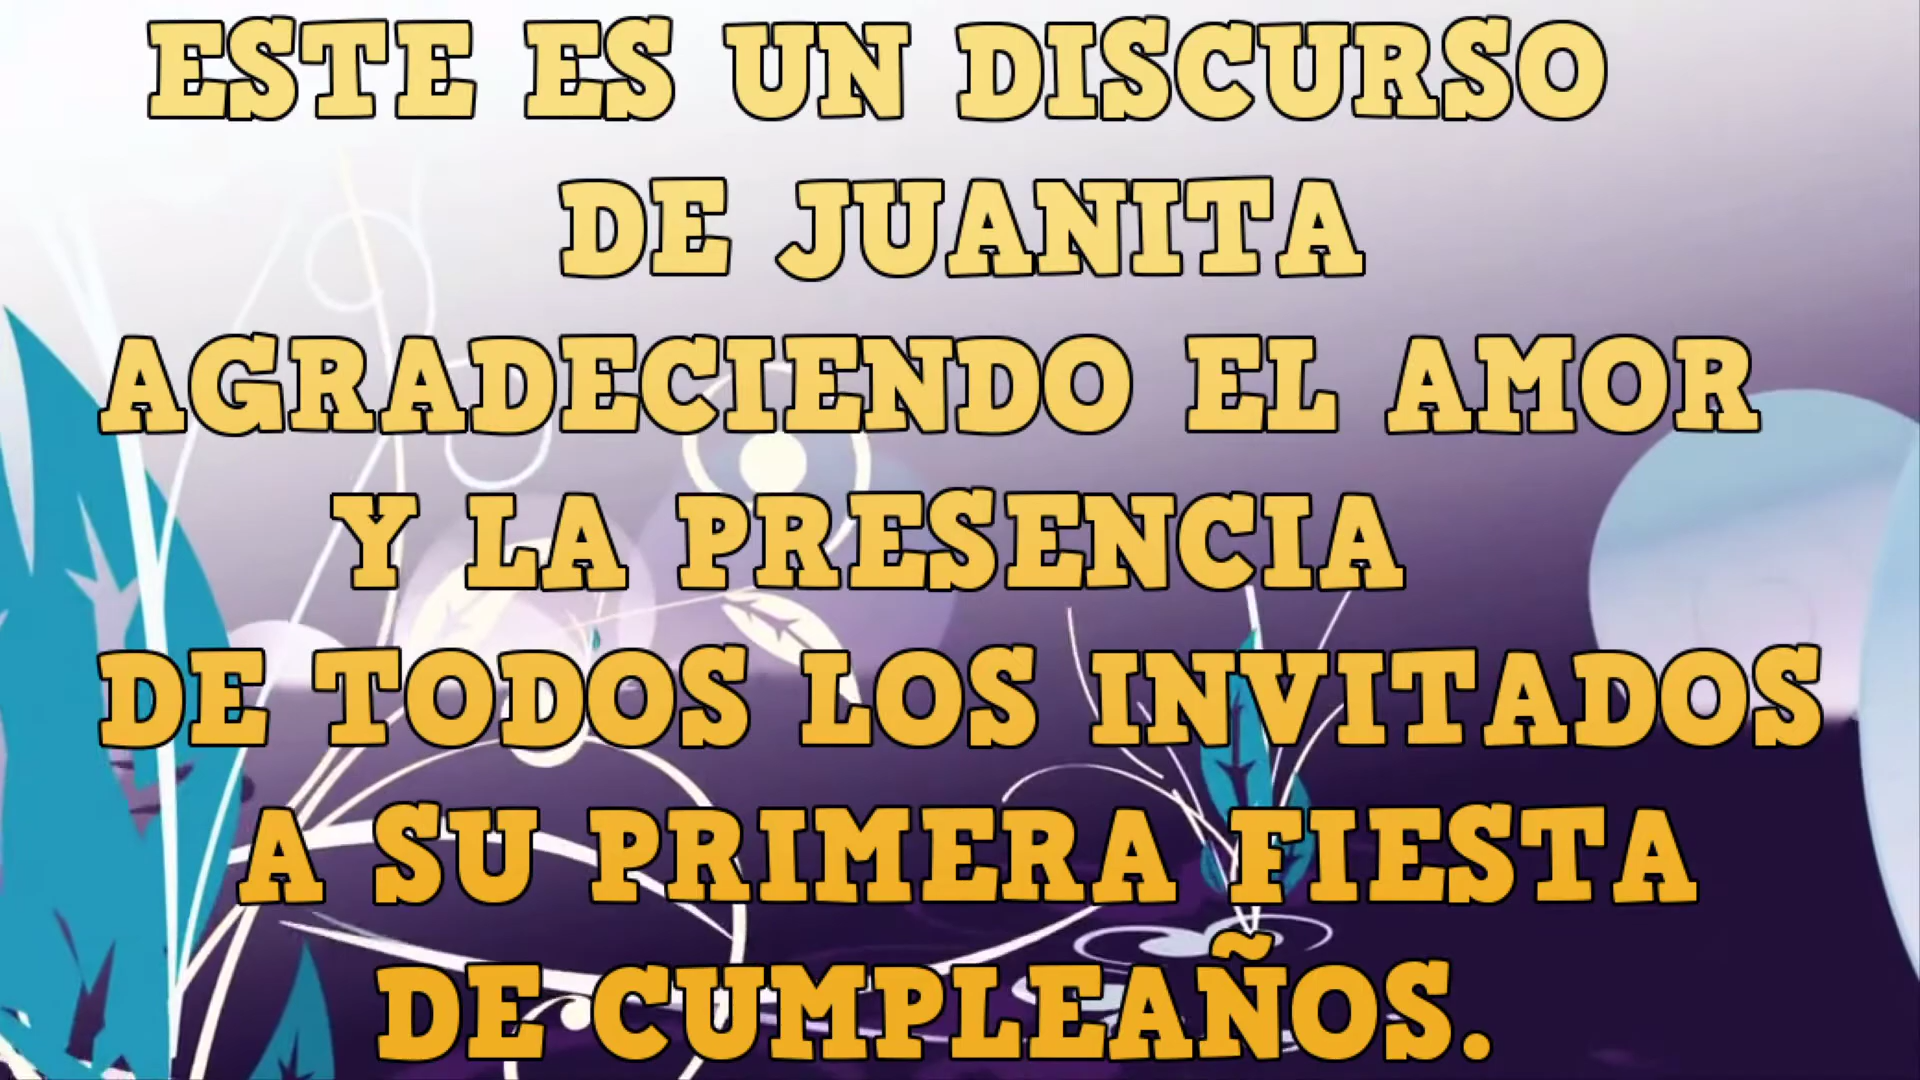 ESTE ES UN DISCURSO
DE JUANITA
AGRADECIENDO EL AMOR
Y LA PRESENCIA
DE TODOS LOS INVITADOS
A SU PRIMERA FIESTA
DE CUMPLEAÑOS.